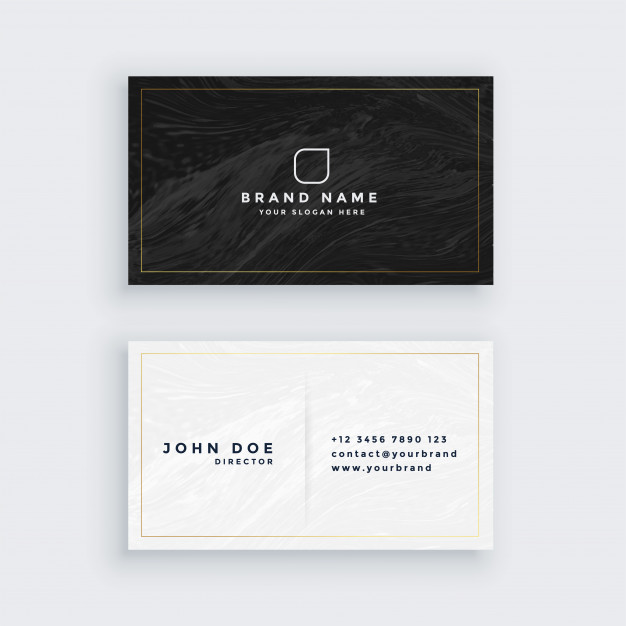 BRAND NAME
YOUR SLOGAN HERE
JOHN DOE
DIRECTOR
+12 3456 7890 123
contact@yourbrand
www.yourbrand